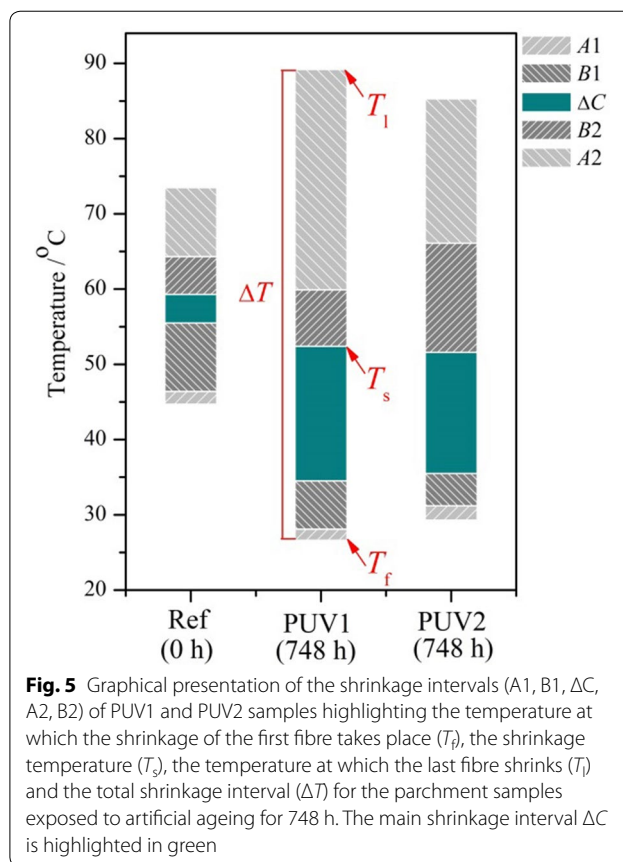 90
80
70
60
50
40
30
20
Temperature /°C
A1
B1
ΔC
B2
A2
Tl
ΔT
Ts
Tf
Ref PUV1 PUV2
(0 h) (748 h) (748 h)
Fig. 5 Graphical presentation of the shrinkage intervals (A1, B1, ΔC,
A2, B2) of PUV1 and PUV2 samples highlighting the temperature at
which the shrinkage of the first fibre takes place (Tf), the shrinkage
temperature (Ts), the temperature at which the last fibre shrinks (Tl)
and the total shrinkage interval (ΔT) for the parchment samples
exposed to artificial ageing for 748 h. The main shrinkage interval ΔC
is highlighted in green